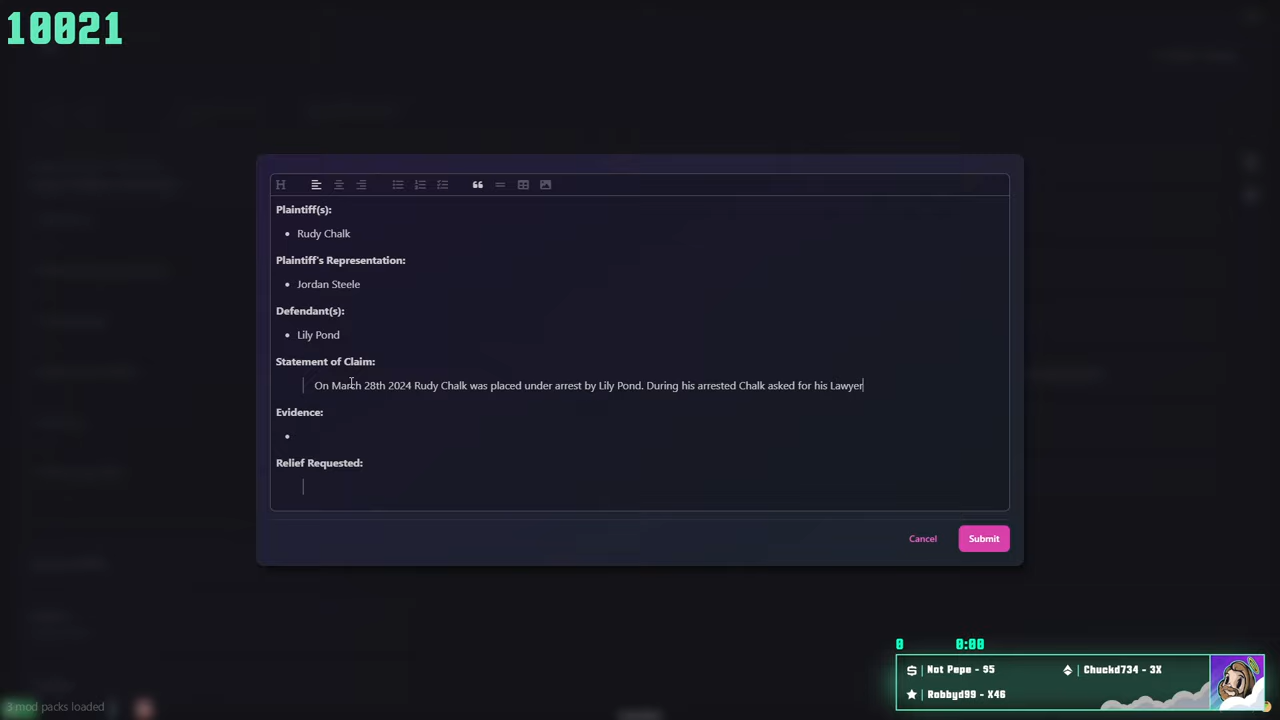 10021
Plaintiff(s):
Rudy Chalk
Plaintiff's Representation:
Jordan Steele
Defendant(s):
Lily Pond
Statement of Claim:
On March 28th 2024 Rudy Chalk was placed under arrest by Lily Pond. During his arrested Chalk asked for his Lawyer
Evidence:
Relief Requested:
Cancel
Submit
0 0:00
Not Pepo - 95
Chuckd734 - 3X
Robbyd99 - X46
3 mod packs loaded